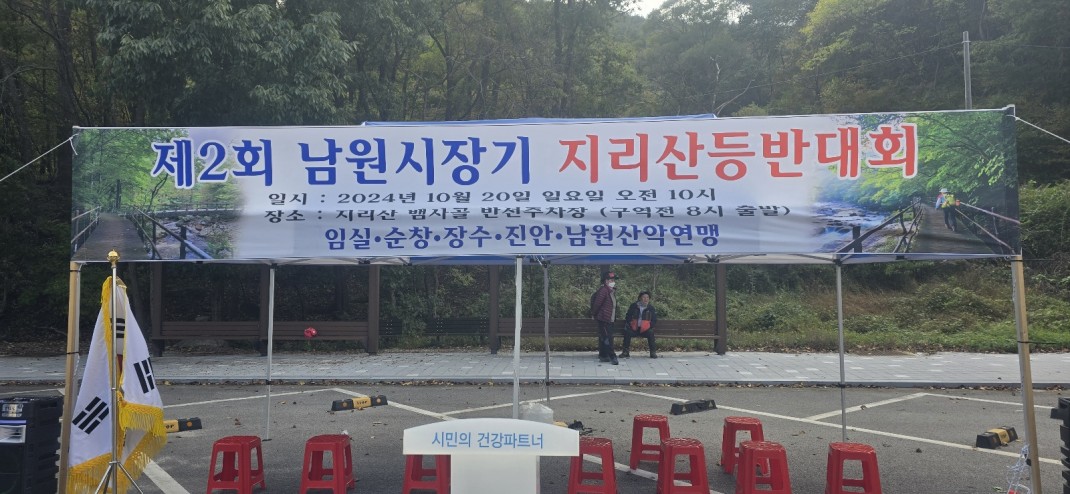 제2회 남원시장기 지리산등반대회
일시 : 2024년 10월 20일 일요일 오전 10시
장소 : 지리산 뱀사골 반선주차장 (구역전 8시 출발)
임실·순창·장수·진안·남원산악연맹
시민의 건강파트너